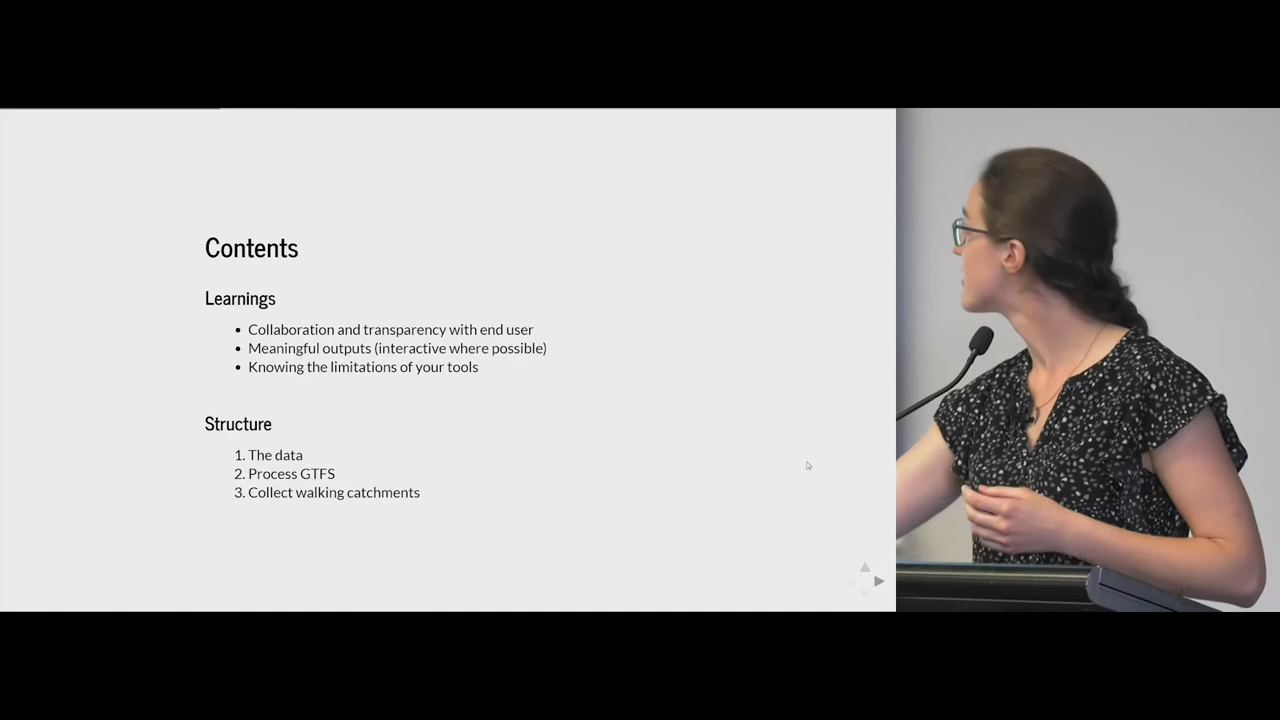 Contents
Learnings
• Collaboration and transparency with end user
• Meaningful outputs (interactive where possible)
• Knowing the limitations of your tools
Structure
1. The data
2. Process GTFS
3. Collect walking catchments